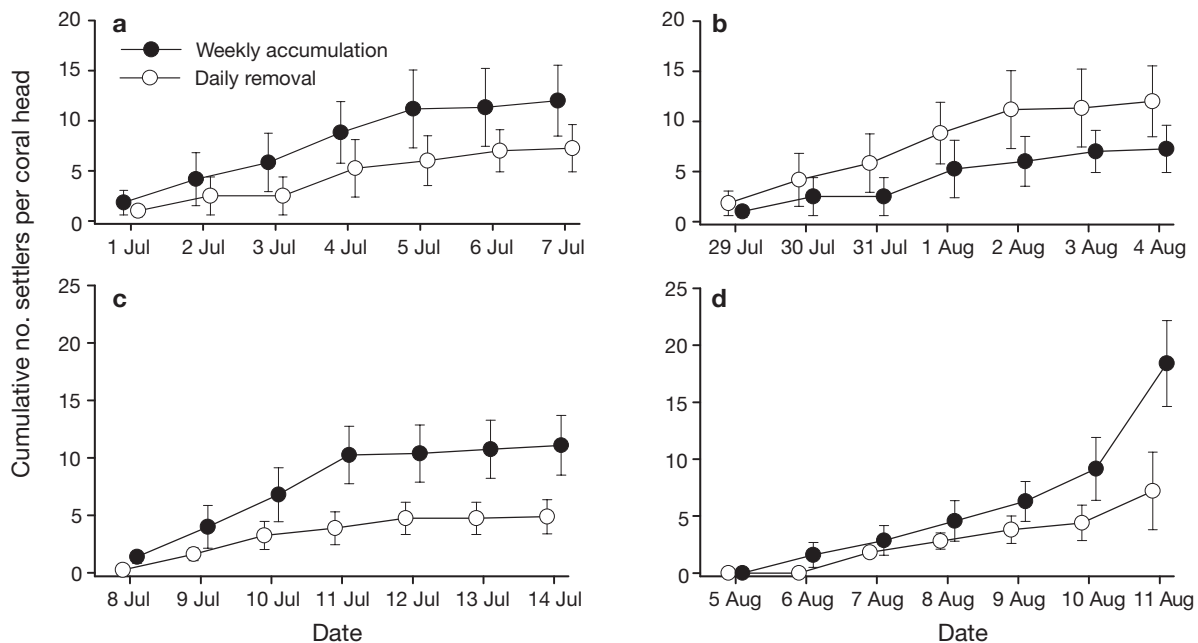 Cumulative no. settlers per coral head
a
Weekly accumulation
Daily removal
20
15
10
5
0
1 Jul 2 Jul 3 Jul 4 Jul 5 Jul 6 Jul 7 Jul
b
20
15
10
5
0
29 Jul 30 Jul 31 Jul 1 Aug 2 Aug 3 Aug 4 Aug
c
25
20
15
10
5
0
8 Jul 9 Jul 10 Jul 11 Jul 12 Jul 13 Jul 14 Jul
Date
d
25
20
15
10
5
0
5 Aug 6 Aug 7 Aug 8 Aug 9 Aug 10 Aug 11 Aug
Date